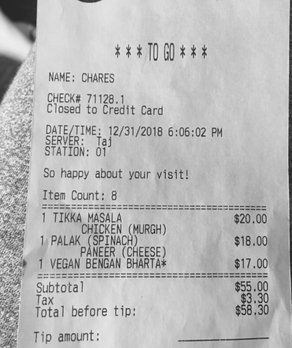 * * * TO GO * * *
NAME: CHARES
CHECK# 71128.1
Closed to Credit Card
DATE/TIME: 12/31/2018 6:06:02 PM
SERVER: Taj
STATION: 01
So happy about your visit!
Item Count: 8
1 TIKKA MASALA $20.00
CHICKEN (MURGH)
1 PALAK (SPINACH) $18.00
PANEER (CHEESE)
1 VEGAN BENGAN BHARTA* $17.00
Subtotal $55.00
Tax $3.30
Total before tip: $58.30
Tip amount: